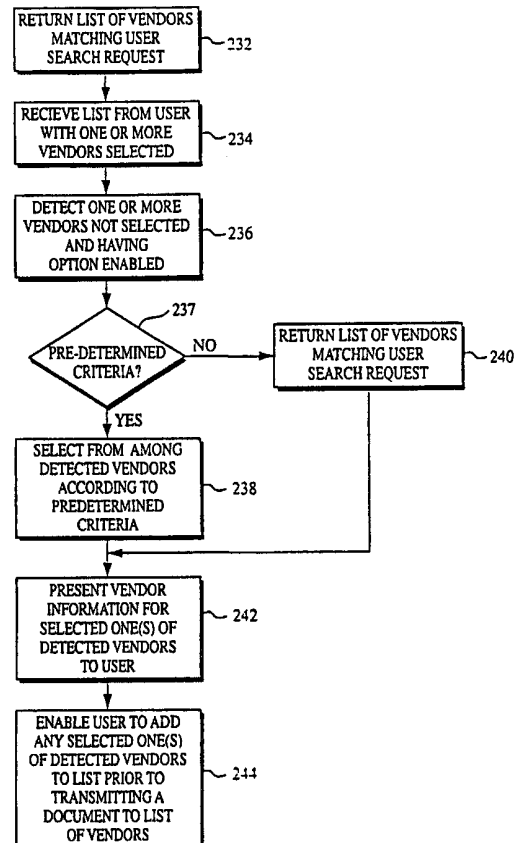 RETURN LIST OF VENDORS
MATCHING USER
SEARCH REQUEST
232
RECIEVE LIST FROM USER
WITH ONE OR MORE
VENDORS SELECTED
234
DETECT ONE OR MORE
VENDORS NOT SELECTED
AND HAVING
OPTION ENABLED
236
237
PRE-DETERMINED
CRITERIA?
NO
RETURN LIST OF VENDORS
MATCHING USER
SEARCH REQUEST
240
YES
SELECT FROM AMONG
DETECTED VENDORS
ACCORDING TO
PREDETERMINED
CRITERIA
238
PRESENT VENDOR
INFORMATION FOR
SELECTED ONE(S) OF
DETECTED VENDORS
TO USER
242
ENABLE USER TO ADD
ANY SELECTED ONE(S)
OF DETECTED VENDORS
TO LIST PRIOR TO
TRANSMITTING A
DOCUMENT TO LIST
OF VENDORS
244